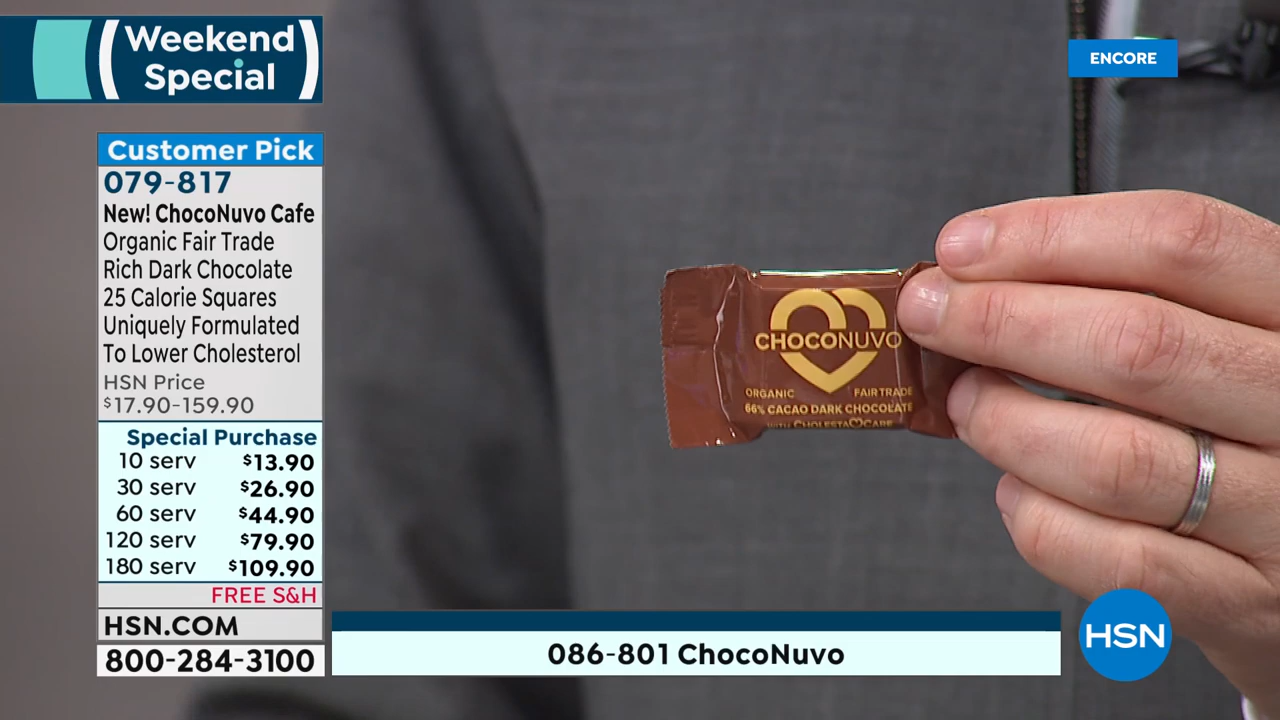 (Weekend
Special)
ENCORE
Customer Pick
079-817
New! ChocoNuvo Cafe
Organic Fair Trade
Rich Dark Chocolate
25 Calorie Squares
Uniquely Formulated
To Lower Cholesterol
HSN Price
$17.90-159.90
Special Purchase
10 serv $13.90
30 serv $26.90
60 serv $44.90
120 serv $79.90
180 serv $109.90
FREE S&H
HSN.COM
800-284-3100
CHOCONUVO
ORGANIC FAIR TRADE
66% CACAO DARK CHOCOLATE
WITH CHOLESTACARE
086-801 ChocoNuvo
HSN